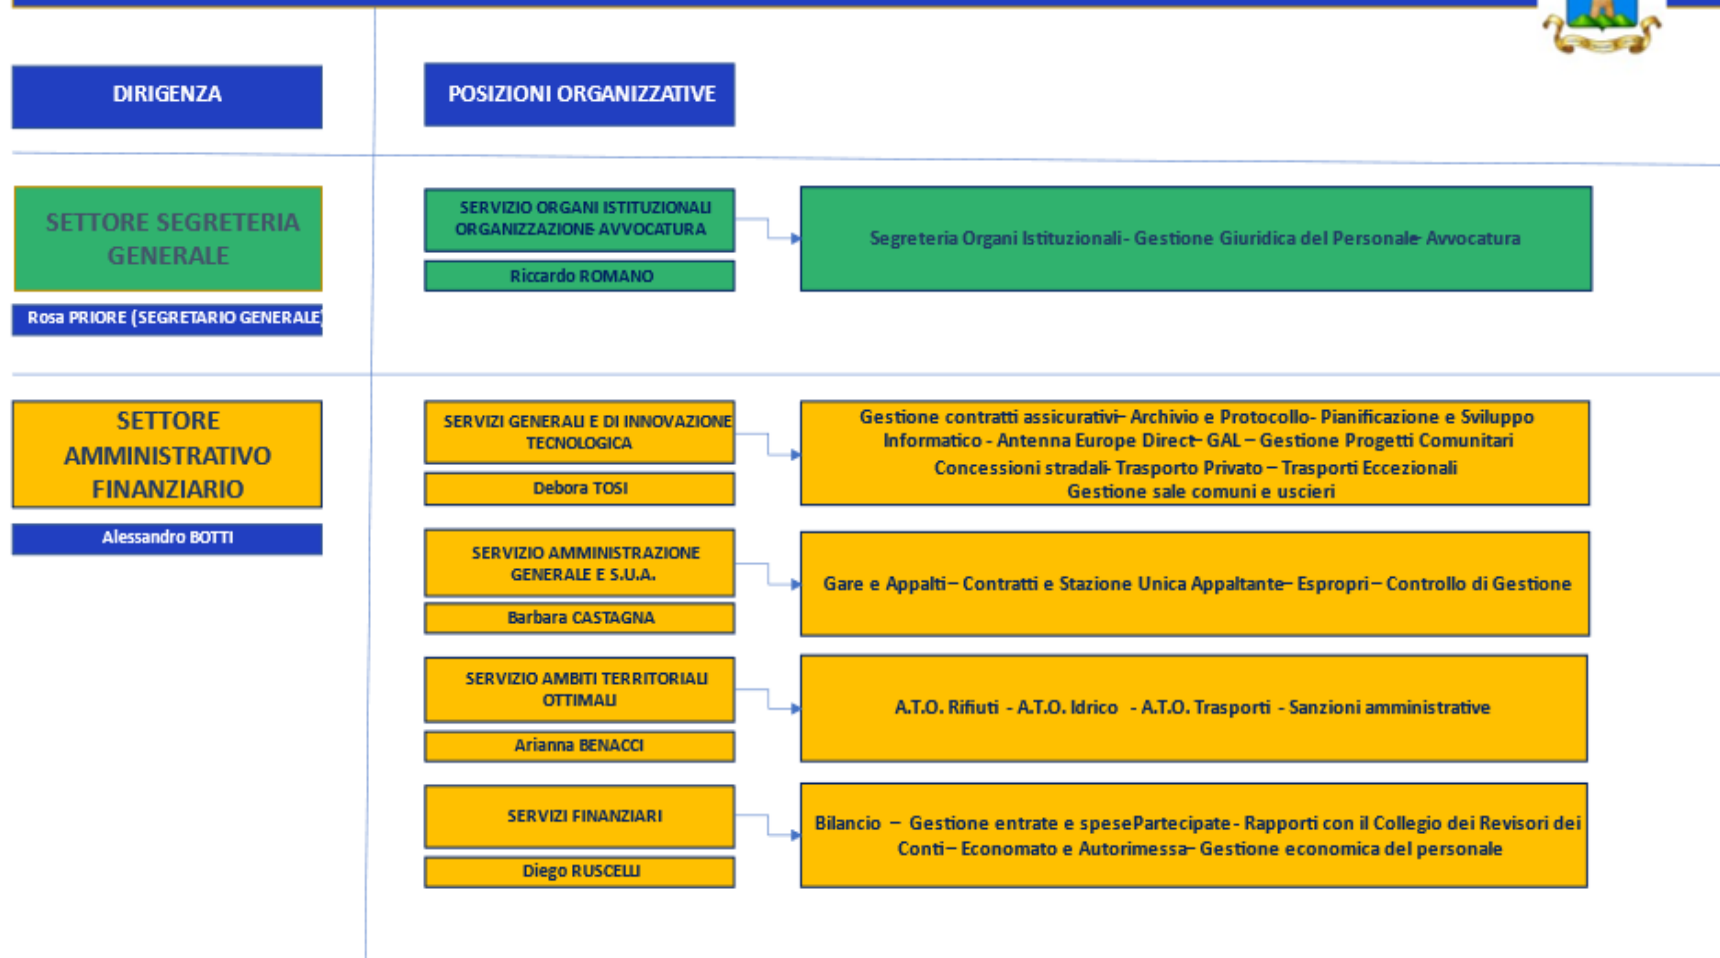 DIRIGENZA
POSIZIONI ORGANIZZATIVE
SETTORE SEGRETERIA
GENERALE
Rosa PRIORE (SEGRETARIO GENERALE)
SERVIZIO ORGANI ISTITUZIONALI
ORGANIZZAZIONE- AVVOCATURA
Riccardo ROMANO
Segreteria Organi Istituzionali- Gestione Giuridica del Personale- Avvocatura
SETTORE
AMMINISTRATIVO
FINANZIARIO
Alessandro BOTTI
SERVIZI GENERALI E DI INNOVAZIONE
TECNOLOGICA
Debora TOSI
Gestione contratti assicurativi– Archivio e Protocollo- Pianificazione e Sviluppo
Informatico - Antenna Europe Direct– GAL – Gestione Progetti Comunitari
Concessioni stradali- Trasporto Privato – Trasporti Eccezionali
Gestione sale comuni e uscieri
SERVIZIO AMMINISTRAZIONE
GENERALE E S.U.A.
Barbara CASTAGNA
Gare e Appalti – Contratti e Stazione Unica Appaltante– Espropri – Controllo di Gestione
SERVIZIO AMBITI TERRITORIALI
OTTIMALI
Arianna BENACCI
A.T.O. Rifiuti - A.T.O. Idrico - A.T.O. Trasporti - Sanzioni amministrative
SERVIZI FINANZIARI
Diego RUSCELLI
Bilancio – Gestione entrate e spesePartecipate - Rapporti con il Collegio dei Revisori dei
Conti – Economato e Autorimessa– Gestione economica del personale